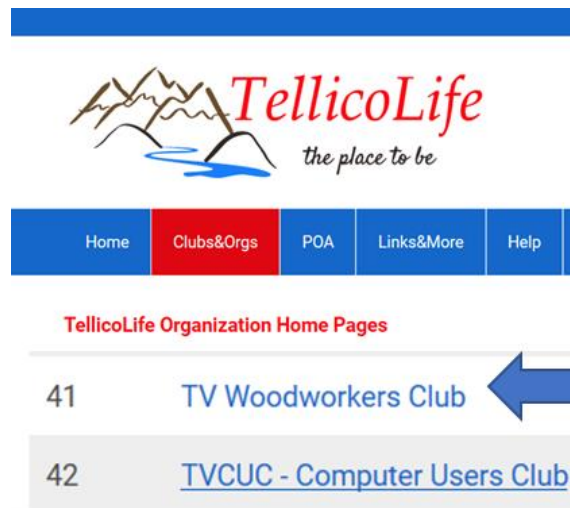 TellicoLife
the place to be
Home Clubs&Orgs POA Links&More Help
TellicoLife Organization Home Pages
41 TV Woodworkers Club
42 TVCUC - Computer Users Club